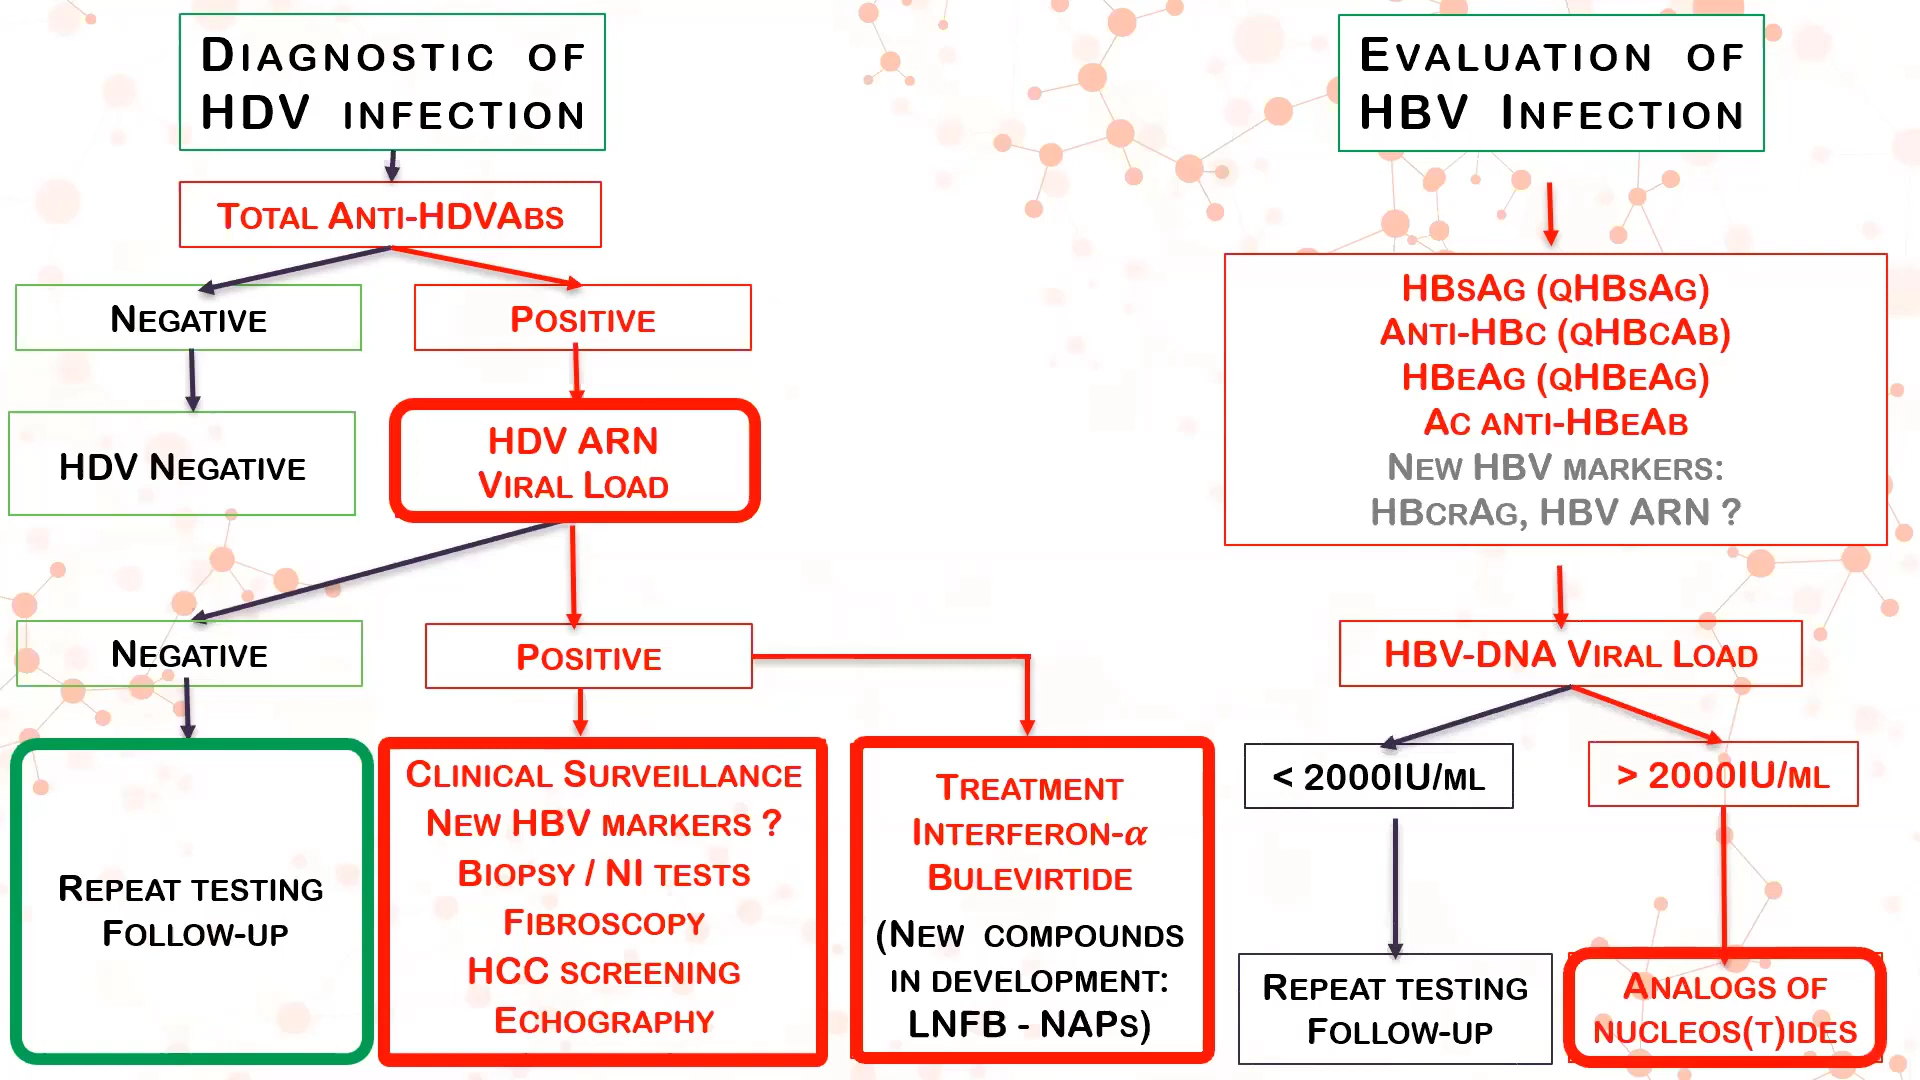 Diagnostic of
HDV infection
Total Anti-HDVAbs
Negative
Positive
HDV Negative
HDV ARN
Viral Load
Negative
Positive
Repeat testing
Follow-up
Clinical Surveillance
New HBV markers ?
Biopsy / NI tests
Fibroscopy
HCC screening
Echography
Treatment
Interferon-α
Bulevirtide
(New compounds
in development:
LNFB - NAPs)
Evaluation of
HBV Infection
HBsAg (qHBsAg)
Anti-HBc (qHBcAb)
HBeAg (qHBeAg)
Ac anti-HBeAb
New HBV markers:
HBcrAg, HBV ARN ?
HBV-DNA Viral Load
< 2000IU/ml
> 2000IU/ml
Repeat testing
Follow-up
Analogs of
nucleos(t)ides